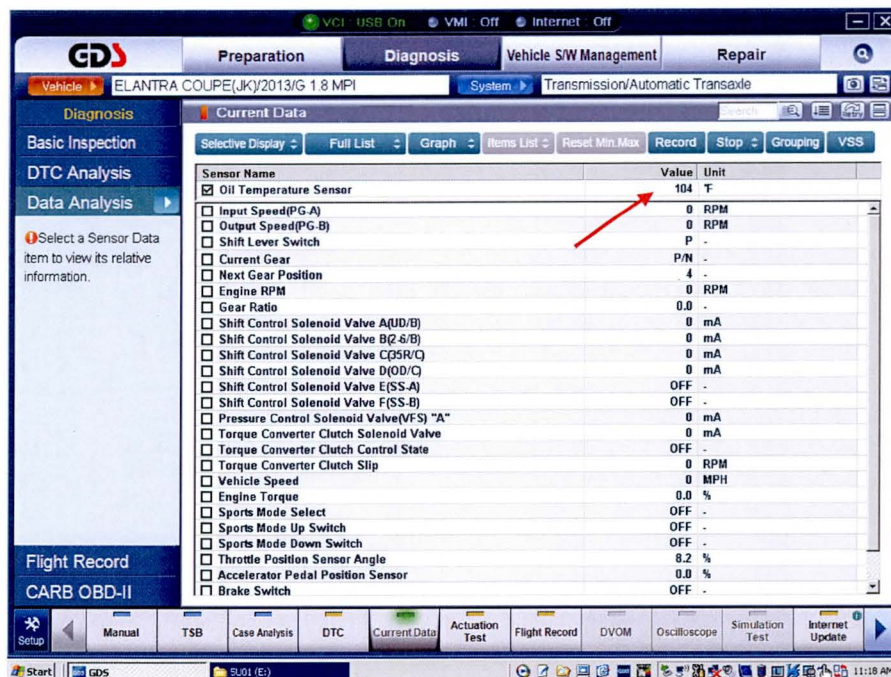 VCI : USB On VMI : Off Internet : Off
GDS Preparation Diagnosis Vehicle S/W Management Repair
Vehicle ELANTRA COUPE(JK)/2013/G 1.8 MPI System Transmission/Automatic Transaxle
Diagnosis
Basic Inspection
DTC Analysis
Data Analysis
Select a Sensor Data
item to view its relative
information.
Flight Record
CARB OBD-II
Current Data Search Retry
Selective Display Full List Graph Items List Reset Min.Max Record Stop Grouping VSS
Sensor Name Value Unit
Oil Temperature Sensor 104 ℉
Input Speed(PG-A) 0 RPM
Output Speed(PG-B) 0 RPM
Shift Lever Switch P -
Current Gear P/N -
Next Gear Position 4 -
Engine RPM 0 RPM
Gear Ratio 0.0 -
Shift Control Solenoid Valve A(UD/B) 0 mA
Shift Control Solenoid Valve B(2-6/B) 0 mA
Shift Control Solenoid Valve C(35R/C) 0 mA
Shift Control Solenoid Valve D(OD/C) 0 mA
Shift Control Solenoid Valve E(SS-A) OFF -
Shift Control Solenoid Valve F(SS-B) OFF -
Pressure Control Solenoid Valve(VFS) "A" 0 mA
Torque Converter Clutch Solenoid Valve 0 mA
Torque Converter Clutch Control State OFF -
Torque Converter Clutch Slip 0 RPM
Vehicle Speed 0 MPH
Engine Torque 0.0 %
Sports Mode Select OFF -
Sports Mode Up Switch OFF -
Sports Mode Down Switch OFF -
Throttle Position Sensor Angle 8.2 %
Accelerator Pedal Position Sensor 0.0 %
Brake Switch OFF -
Setup Manual TSB Case Analysis DTC Current Data Actuation Test Flight Record DVOM Oscilloscope Simulation Test Internet Update
Start GDS SU01 (E:) 11:18 AM